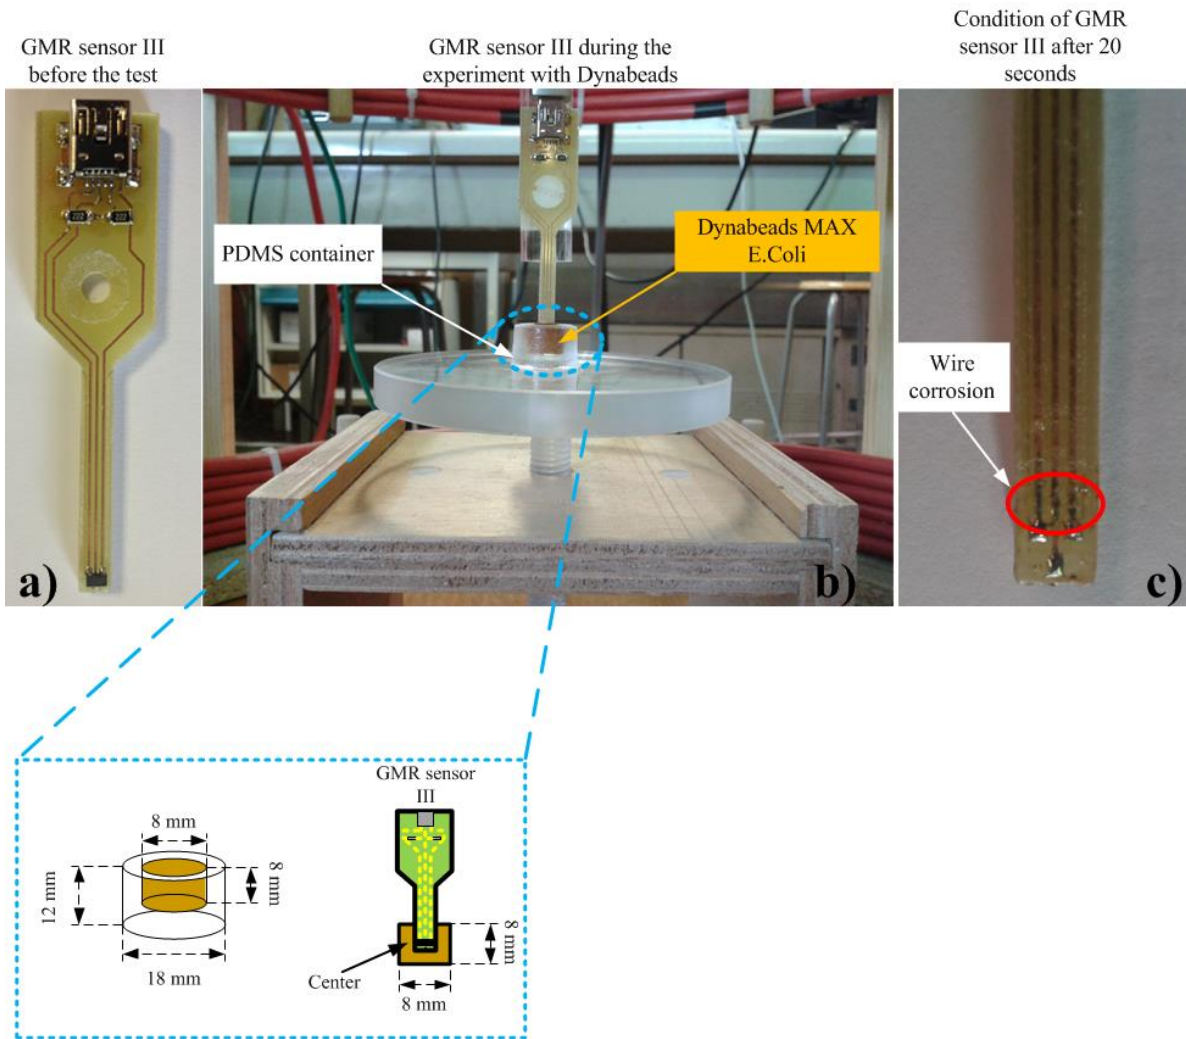 GMR sensor III
before the test
GMR sensor III during the
experiment with Dynabeads
Condition of GMR
sensor III after 20
seconds
222
222
PDMS container
Dynabeads MAX
E.Coli
Wire
corrosion
a)
b)
c)
8 mm
12 mm
8 mm
18 mm
GMR sensor
III
8 mm
Center
8 mm